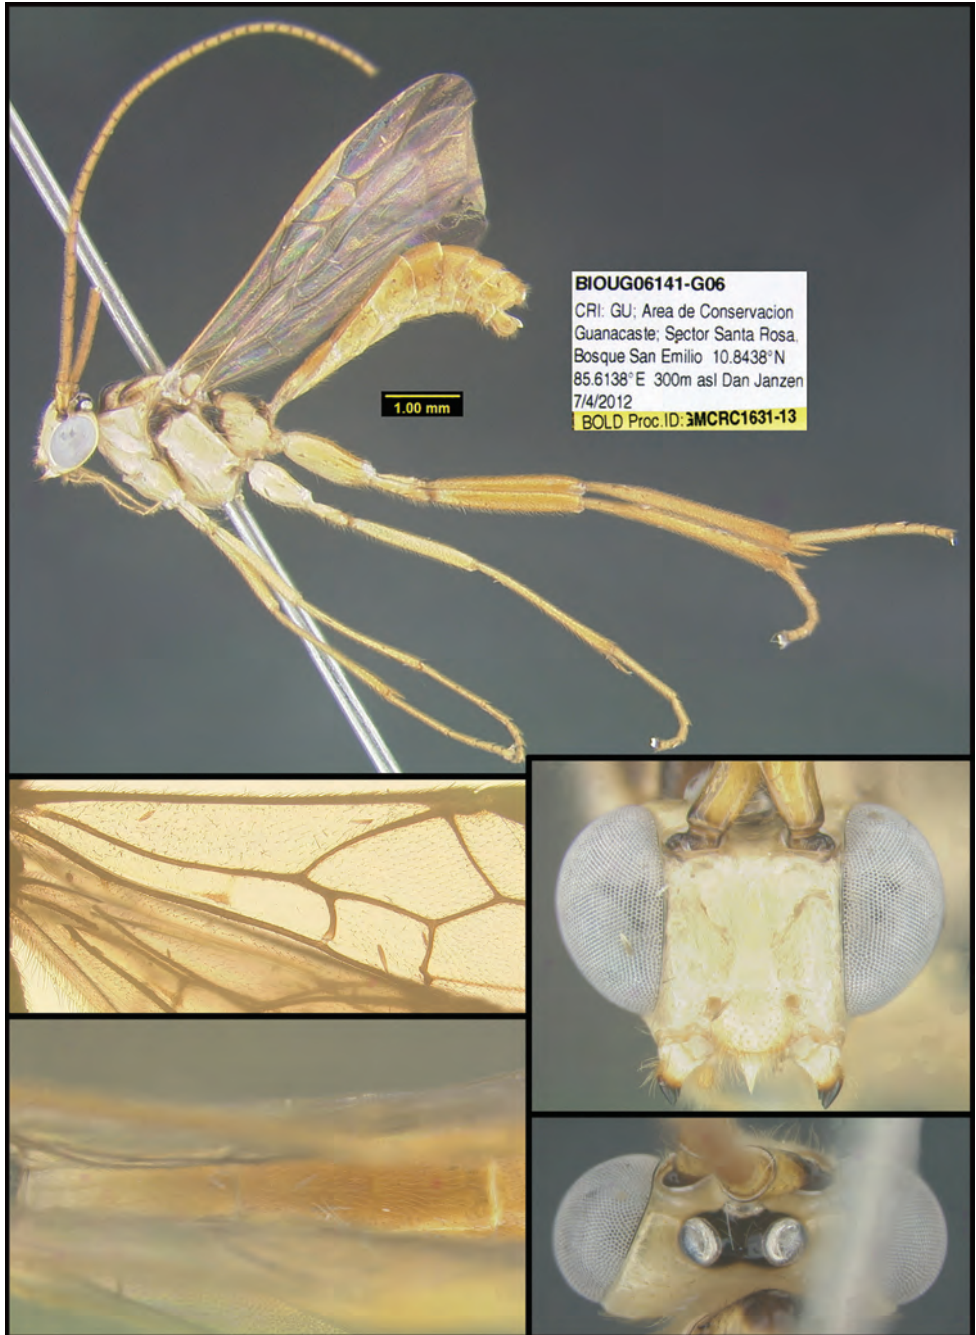 BIOUG06141-G06
CRI: GU; Area de Conservacion
Guanacaste; Sector Santa Rosa,
Bosque San Emilio 10.8438°N
85.6138°E 300m asl Dan Janzen
7/4/2012
BOLD Proc.ID: GMCRC1631-13
1.00 mm